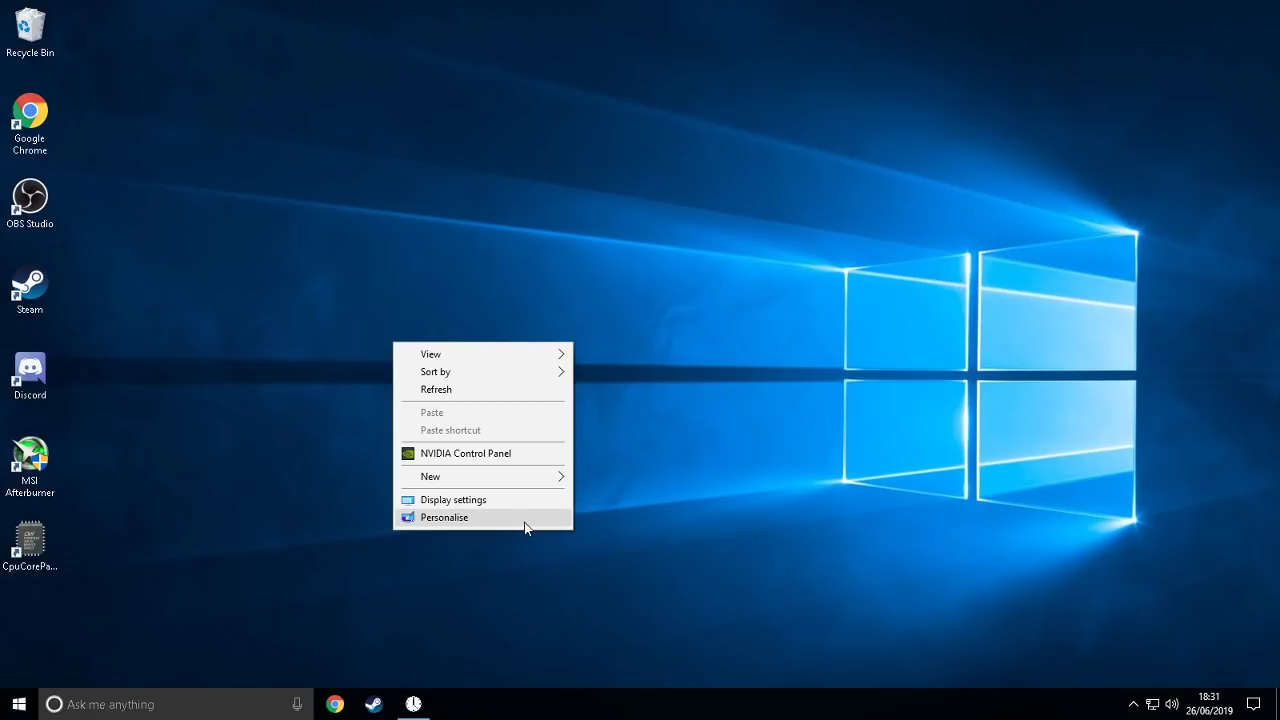 Recycle Bin
Google
Chrome
OBS Studio
Steam
Discord
MSI
Afterburner
CpuCorePa...
View
Sort by
Refresh
Paste
Paste shortcut
NVIDIA Control Panel
New
Display settings
Personalise
Ask me anything
18:31
26/06/2019